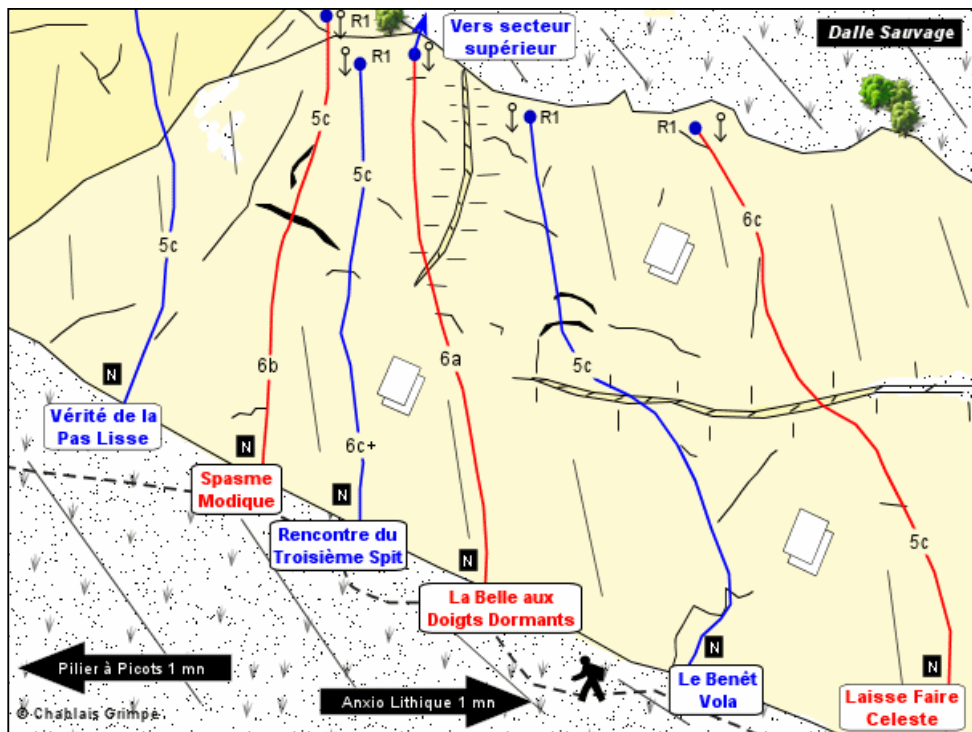 Vers secteur
supérieur
Dalle Sauvage
R1
R1
R1
R1
5c
5c
5c
6c
6b
6a
5c
6c+
5c
N
N
N
N
N
N
Vérité de la
Pas Lisse
Spasme
Modique
Rencontre du
Troisième Spit
La Belle aux
Doigts Dormants
Le Benét
Vola
Laisse Faire
Celeste
Pilier à Picots 1 mn
Anxio Lithique 1 mn
© Chablais Grimpe